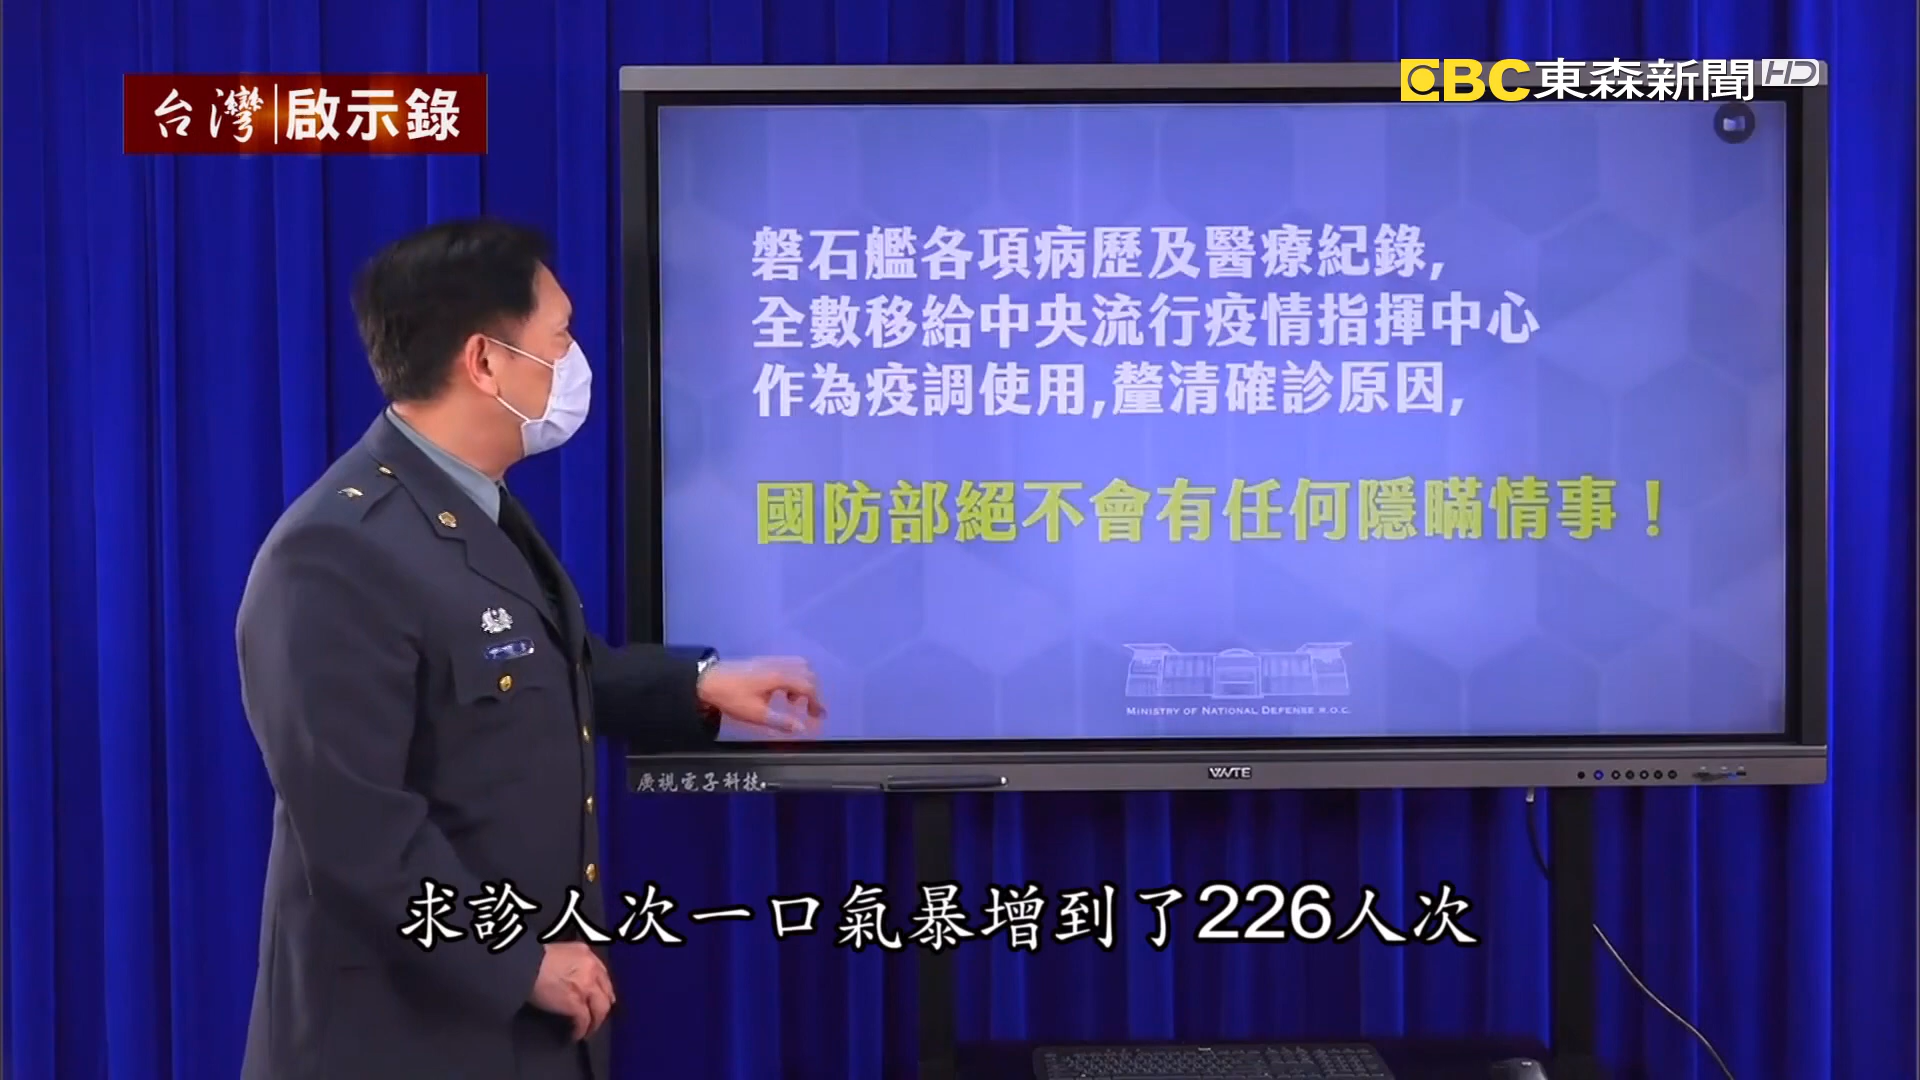 台灣|啟示錄
EBC東森新聞HD
磐石艦各項病歷及醫療紀錄,
全數移給中央流行疫情指揮中心
作為疫調使用,釐清確診原因,
國防部絕不會有任何隱瞞情事！
MINISTRY OF NATIONAL DEFENSE R.O.C.
廣視電子科技
求診人次一口氣暴增到了226人次